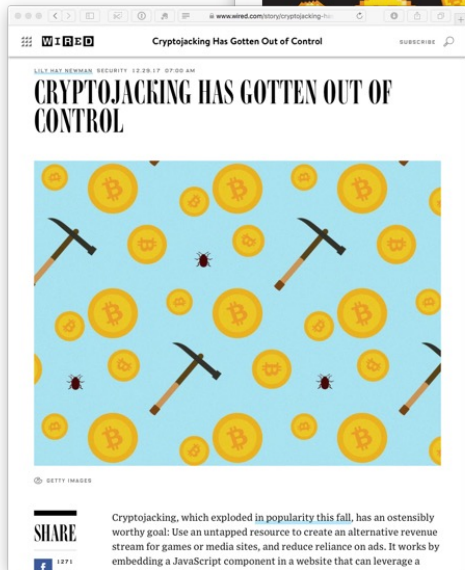 www.wired.com/story/cryptojacking-ha
WIRED
Cryptojacking Has Gotten Out of Control
SUBSCRIBE
LILY HAY NEWMAN SECURITY 12.29.17 07:00 AM
CRYPTOJACKING HAS GOTTEN OUT OF
CONTROL
GETTY IMAGES
SHARE
1271
Cryptojacking, which exploded in popularity this fall, has an ostensibly
worthy goal: Use an untapped resource to create an alternative revenue
stream for games or media sites, and reduce reliance on ads. It works by
embedding a JavaScript component in a website that can leverage a